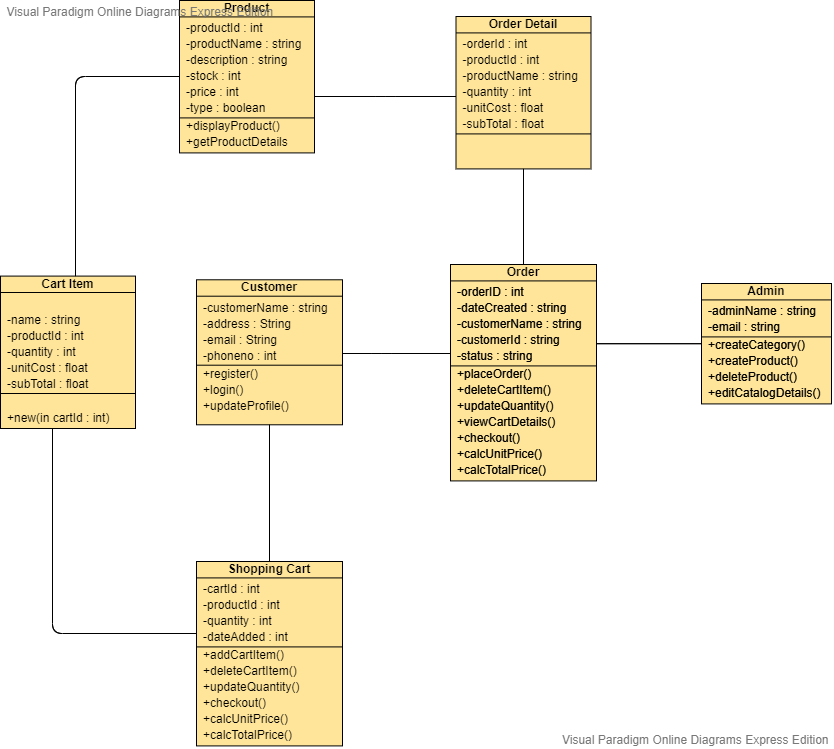 Visual Paradigm Online Diagrams Express Edition
Product
-productId : int
-productName : string
-description : string
-stock : int
-price : int
-type : boolean
+displayProduct()
+getProductDetails
Order Detail
-orderId : int
-productId : int
-productName : string
-quantity : int
-unitCost : float
-subTotal : float
Cart Item
-name : string
-productId : int
-quantity : int
-unitCost : float
-subTotal : float
+new(in cartId : int)
Customer
-customerName : string
-address : String
-email : String
-phoneno : int
+register()
+login()
+updateProfile()
Order
-orderID : int
-dateCreated : string
-customerName : string
-customerId : string
-status : string
+placeOrder()
+deleteCartItem()
+updateQuantity()
+viewCartDetails()
+checkout()
+calcUnitPrice()
+calcTotalPrice()
Admin
-adminName : string
-email : string
+createCategory()
+createProduct()
+deleteProduct()
+editCatalogDetails()
Shopping Cart
-cartId : int
-productId : int
-quantity : int
-dateAdded : int
+addCartItem()
+deleteCartItem()
+updateQuantity()
+checkout()
+calcUnitPrice()
+calcTotalPrice()
Visual Paradigm Online Diagrams Express Edition